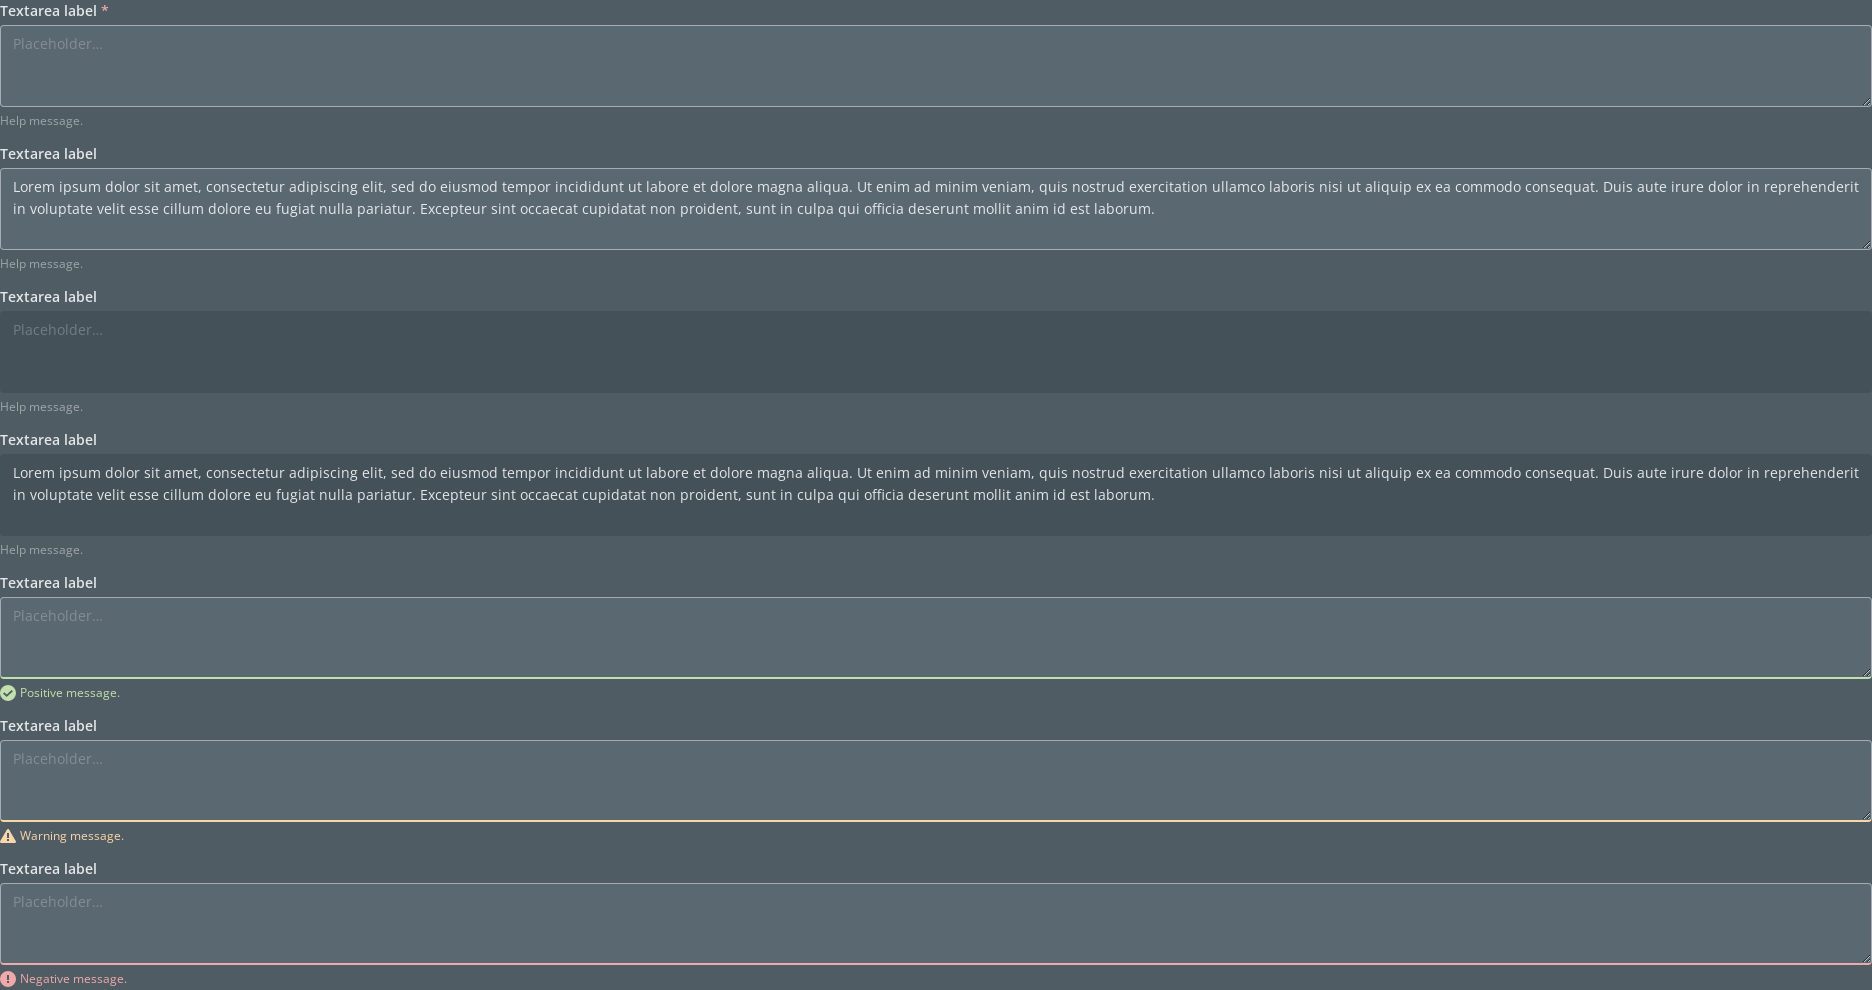 Textarea label *
Placeholder...
Help message.
Textarea label
Lorem ipsum dolor sit amet, consectetur adipiscing elit, sed do eiusmod tempor incididunt ut labore et dolore magna aliqua. Ut enim ad minim veniam, quis nostrud exercitation ullamco laboris nisi ut aliquip ex ea commodo consequat. Duis aute irure dolor in reprehenderit
in voluptate velit esse cillum dolore eu fugiat nulla pariatur. Excepteur sint occaecat cupidatat non proident, sunt in culpa qui officia deserunt mollit anim id est laborum.
Help message.
Textarea label
Placeholder...
Help message.
Textarea label
Lorem ipsum dolor sit amet, consectetur adipiscing elit, sed do eiusmod tempor incididunt ut labore et dolore magna aliqua. Ut enim ad minim veniam, quis nostrud exercitation ullamco laboris nisi ut aliquip ex ea commodo consequat. Duis aute irure dolor in reprehenderit
in voluptate velit esse cillum dolore eu fugiat nulla pariatur. Excepteur sint occaecat cupidatat non proident, sunt in culpa qui officia deserunt mollit anim id est laborum.
Help message.
Textarea label
Placeholder...
Positive message.
Textarea label
Placeholder...
Warning message.
Textarea label
Placeholder...
Negative message.